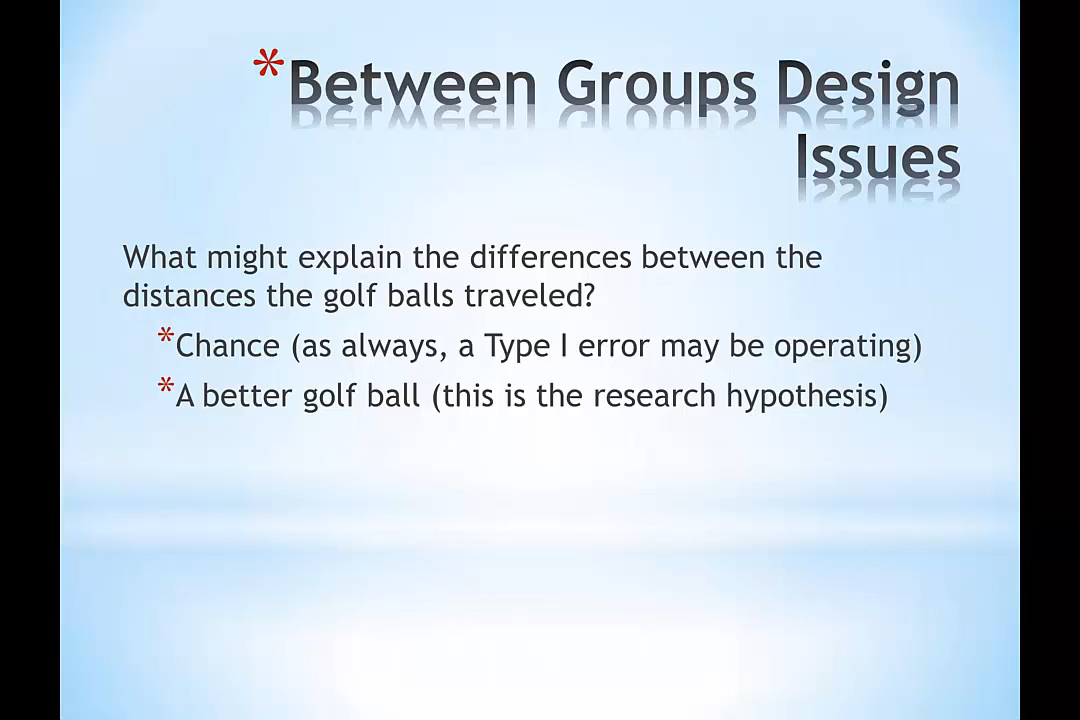 *Between Groups Design
Issues
What might explain the differences between the
distances the golf balls traveled?
*Chance (as always, a Type I error may be operating)
*A better golf ball (this is the research hypothesis)